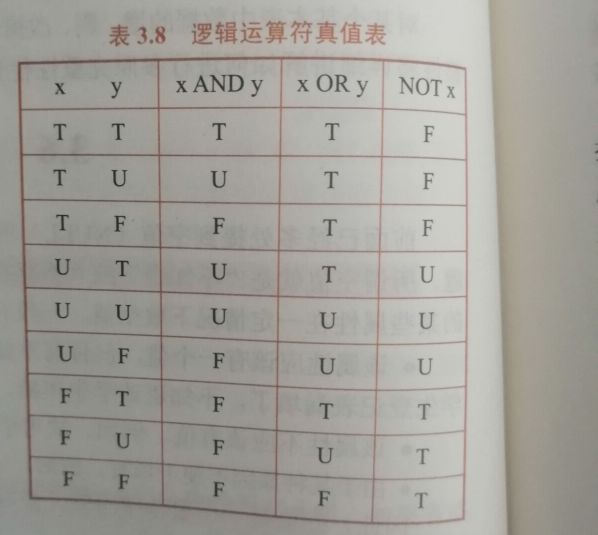 表 3.8 逻辑运算符真值表
x y x AND y x OR y NOT x
T T T T F
T U U T F
T F F T F
U T U T U
U U U U U
U F F U U
F T F T T
F U F U T
F F F F T